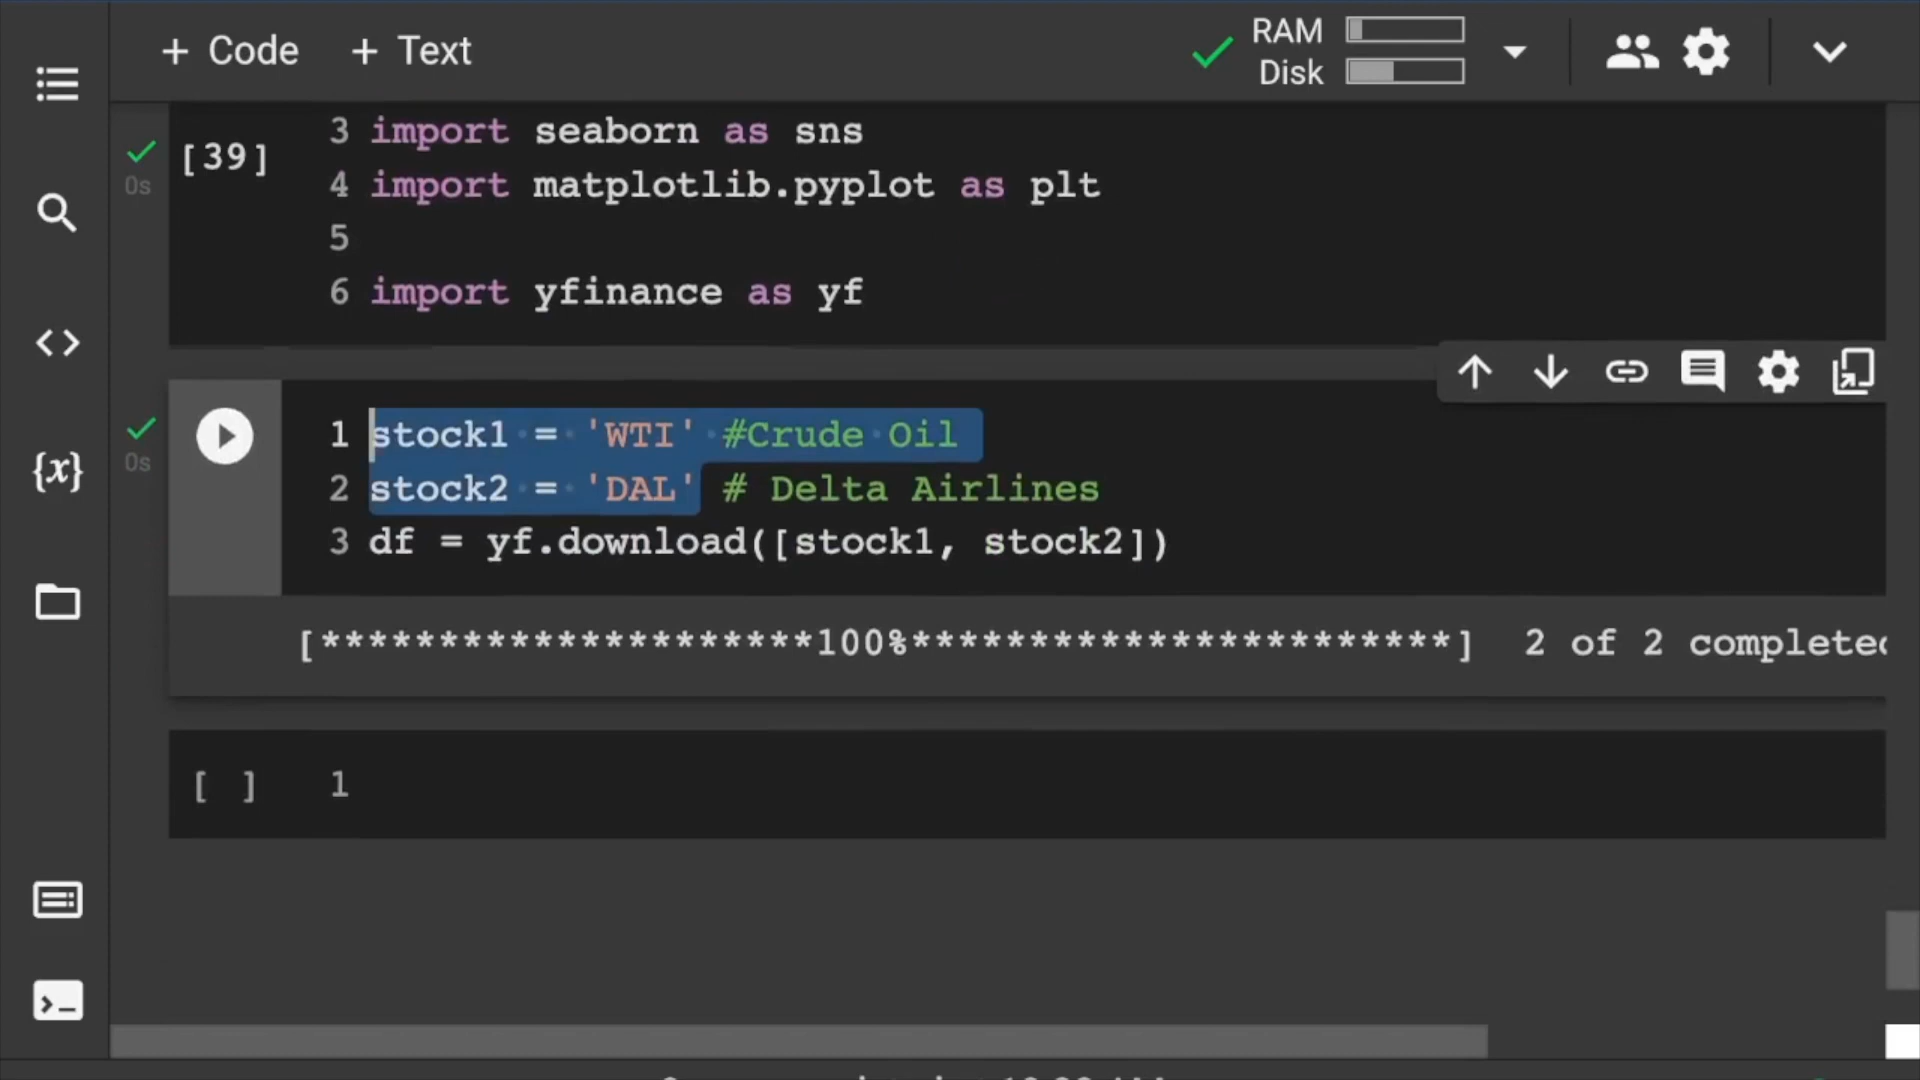 + Code + Text
RAM
Disk
[39]
0s
3 import seaborn as sns
4 import matplotlib.pyplot as plt
5
6 import yfinance as yf
0s
1 stock1 = 'WTI' #Crude Oil
2 stock2 = 'DAL' # Delta Airlines
3 df = yf.download([stock1, stock2])
[*********************100%***********************] 2 of 2 completed
[ ] 1
{x}